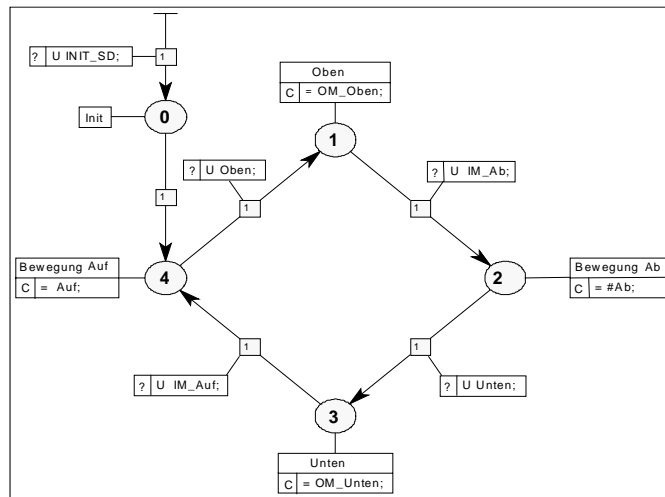 ? U INIT_SD;
1
Init
0
1
Oben
C = OM_Oben;
1
? U Oben;
1
? U IM_Ab;
1
Bewegung Auf
C = Auf;
4
2
Bewegung Ab
C = #Ab;
1
1
? U IM_Auf;
? U Unten;
3
Unten
C = OM_Unten;